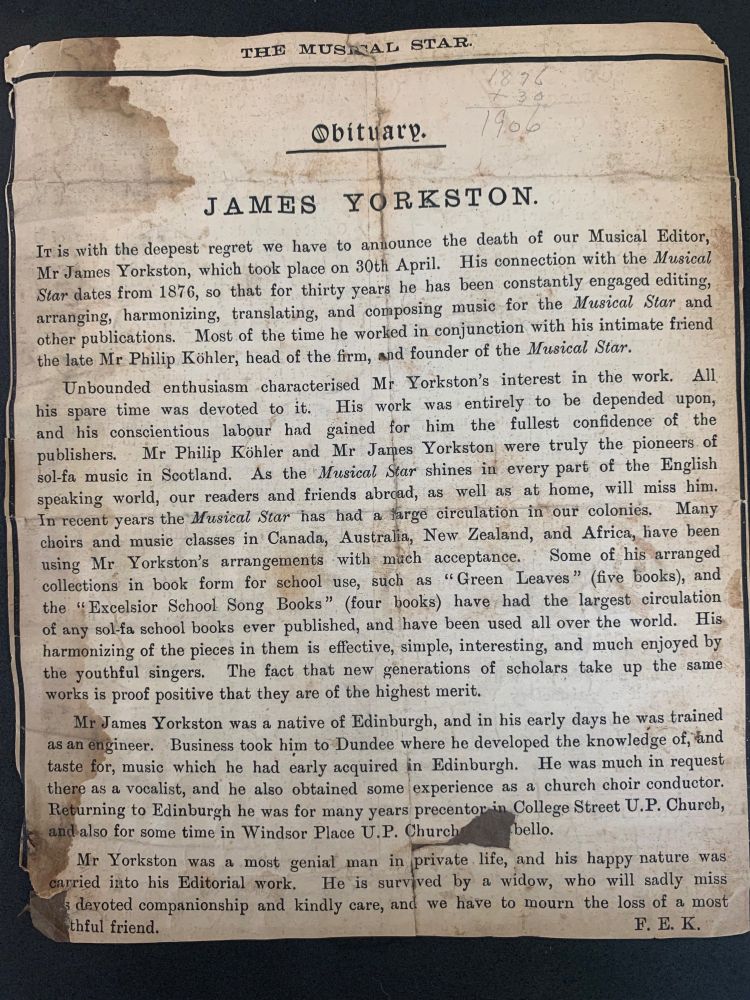 THE MUSICAL STAR.
1876
+ 30
1906
Obituary.
JAMES YORKSTON.
IT is with the deepest regret we have to announce the death of our Musical Editor,
Mr James Yorkston, which took place on 30th April. His connection with the Musical
Star dates from 1876, so that for thirty years he has been constantly engaged editing,
arranging, harmonizing, translating, and composing music for the Musical Star and
other publications. Most of the time he worked in conjunction with his intimate friend
the late Mr Philip Köhler, head of the firm, and founder of the Musical Star.
Unbounded enthusiasm characterised Mr Yorkston's interest in the work. All
his spare time was devoted to it. His work was entirely to be depended upon,
and his conscientious labour had gained for him the fullest confidence of the
publishers. Mr Philip Köhler and Mr James Yorkston were truly the pioneers of
sol-fa music in Scotland. As the Musical Star shines in every part of the English
speaking world, our readers and friends abroad, as well as at home, will miss him.
In recent years the Musical Star has had a large circulation in our colonies. Many
choirs and music classes in Canada, Australia, New Zealand, and Africa, have been
using Mr Yorkston's arrangements with much acceptance. Some of his arranged
collections in book form for school use, such as "Green Leaves" (five books), and
the "Excelsior School Song Books" (four books) have had the largest circulation
of any sol-fa school books ever published, and have been used all over the world. His
harmonizing of the pieces in them is effective, simple, interesting, and much enjoyed by
the youthful singers. The fact that new generations of scholars take up the same
works is proof positive that they are of the highest merit.
Mr James Yorkston was a native of Edinburgh, and in his early days he was trained
as an engineer. Business took him to Dundee where he developed the knowledge of, and
taste for, music which he had early acquired in Edinburgh. He was much in request
there as a vocalist, and he also obtained some experience as a church choir conductor.
Returning to Edinburgh he was for many years precentor in College Street U.P. Church,
and also for some time in Windsor Place U.P. Church bello.
Mr Yorkston was a most genial man in private life, and his happy nature was
carried into his Editorial work. He is survived by a widow, who will sadly miss
s devoted companionship and kindly care, and we have to mourn the loss of a most
thful friend.
F. E. K.